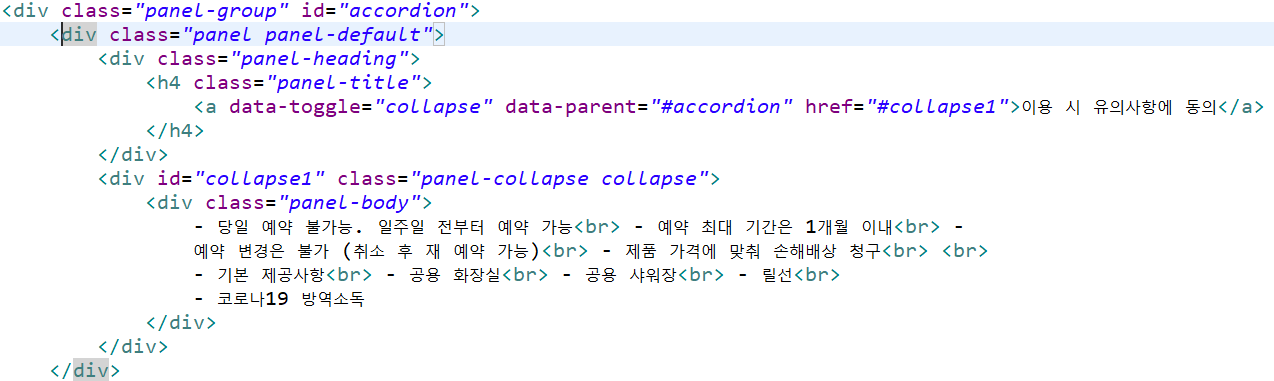 <div class="panel-group" id="accordion">
<div class="panel panel-default">
<div class="panel-heading">
<h4 class="panel-title">
<a data-toggle="collapse" data-parent="#accordion" href="#collapse1">이용 시 유의사항에 동의</a>
</h4>
</div>
<div id="collapse1" class="panel-collapse collapse">
<div class="panel-body">
- 당일 예약 불가능. 일주일 전부터 예약 가능<br> - 예약 최대 기간은 1개월 이내<br> -
예약 변경은 불가 (취소 후 재 예약 가능)<br> - 제품 가격에 맞춰 손해배상 청구<br> <br>
- 기본 제공사항<br> - 공용 화장실<br> - 공용 샤워장<br> - 릴선<br>
- 코로나19 방역소독
</div>
</div>
</div>